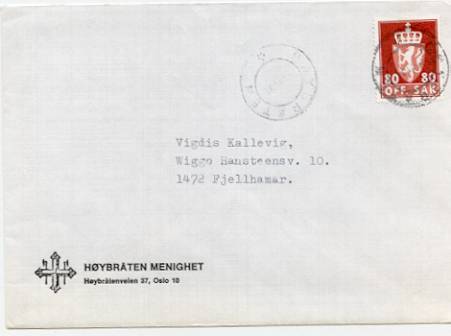 80 80
OFF. SAK
Vigdis Kallevig,
Wiggo Hansteensv. 10.
1472 Fjellhamar.
HØYBRÅTEN MENIGHET
Høybråtenveien 37, Oslo 10